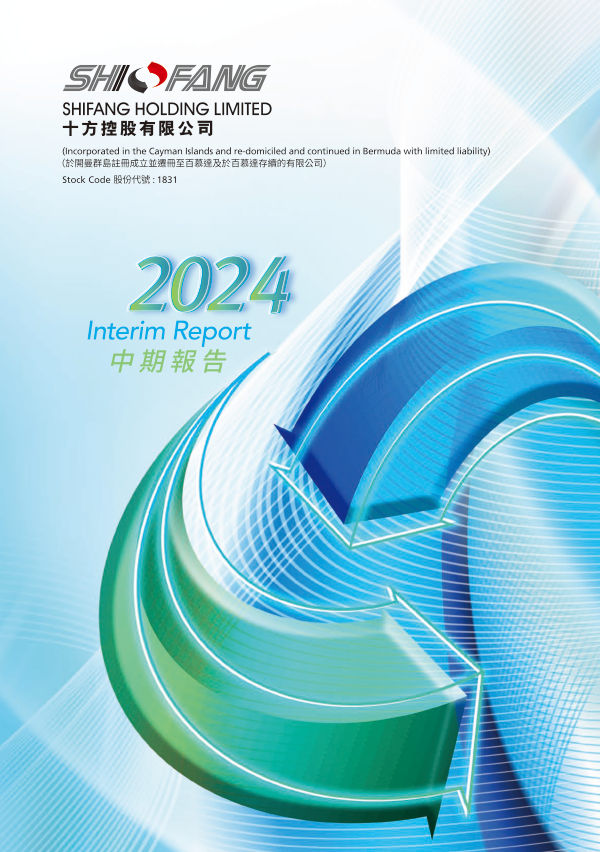 SHIFANG
SHIFANG HOLDING LIMITED
十方控股有限公司
(Incorporated in the Cayman Islands and re-domiciled and continued in Bermuda with limited liability)
(於開曼群島註冊成立並遷冊至百慕達及於百慕達存續的有限公司)
Stock Code 股份代號 : 1831
2024
Interim Report
中期報告